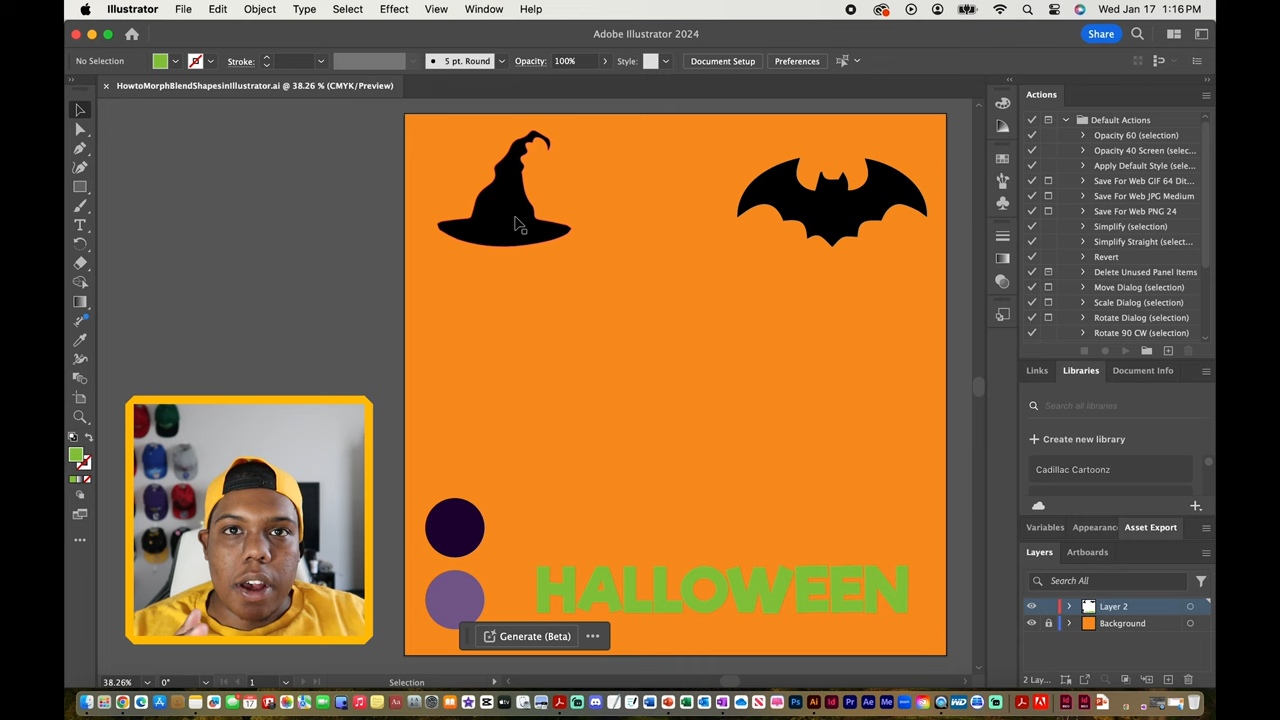 Illustrator File Edit Object Type Select Effect View Window Help
Wed Jan 17 1:16 PM
Adobe Illustrator 2024
Share
No Selection
Stroke:
5 pt. Round
Opacity: 100%
Style:
Document Setup
Preferences
HowtoMorphBlendShapesinIllustrator.ai @ 38.26 % (CMYK/Preview)
Actions
Default Actions
Opacity 60 (selection)
Opacity 40 Screen (selec...
Apply Default Style (sele...
Save For Web GIF 64 Dit...
Save For Web JPG Medium
Save For Web PNG 24
Simplify (selection)
Simplify Straight (select...
Revert
Delete Unused Panel Items
Move Dialog (selection)
Scale Dialog (selection)
Rotate Dialog (selection)
Rotate 90 CW (selection)
Links Libraries Document Info
Search all libraries
Create new library
Cadillac Cartoonz
Variables Appearanc Asset Export
Layers Artboards
Search All
Layer 2
Background
HALLOWEEN
Generate (Beta)
38.26%
0°
1
Selection
2 Lay...